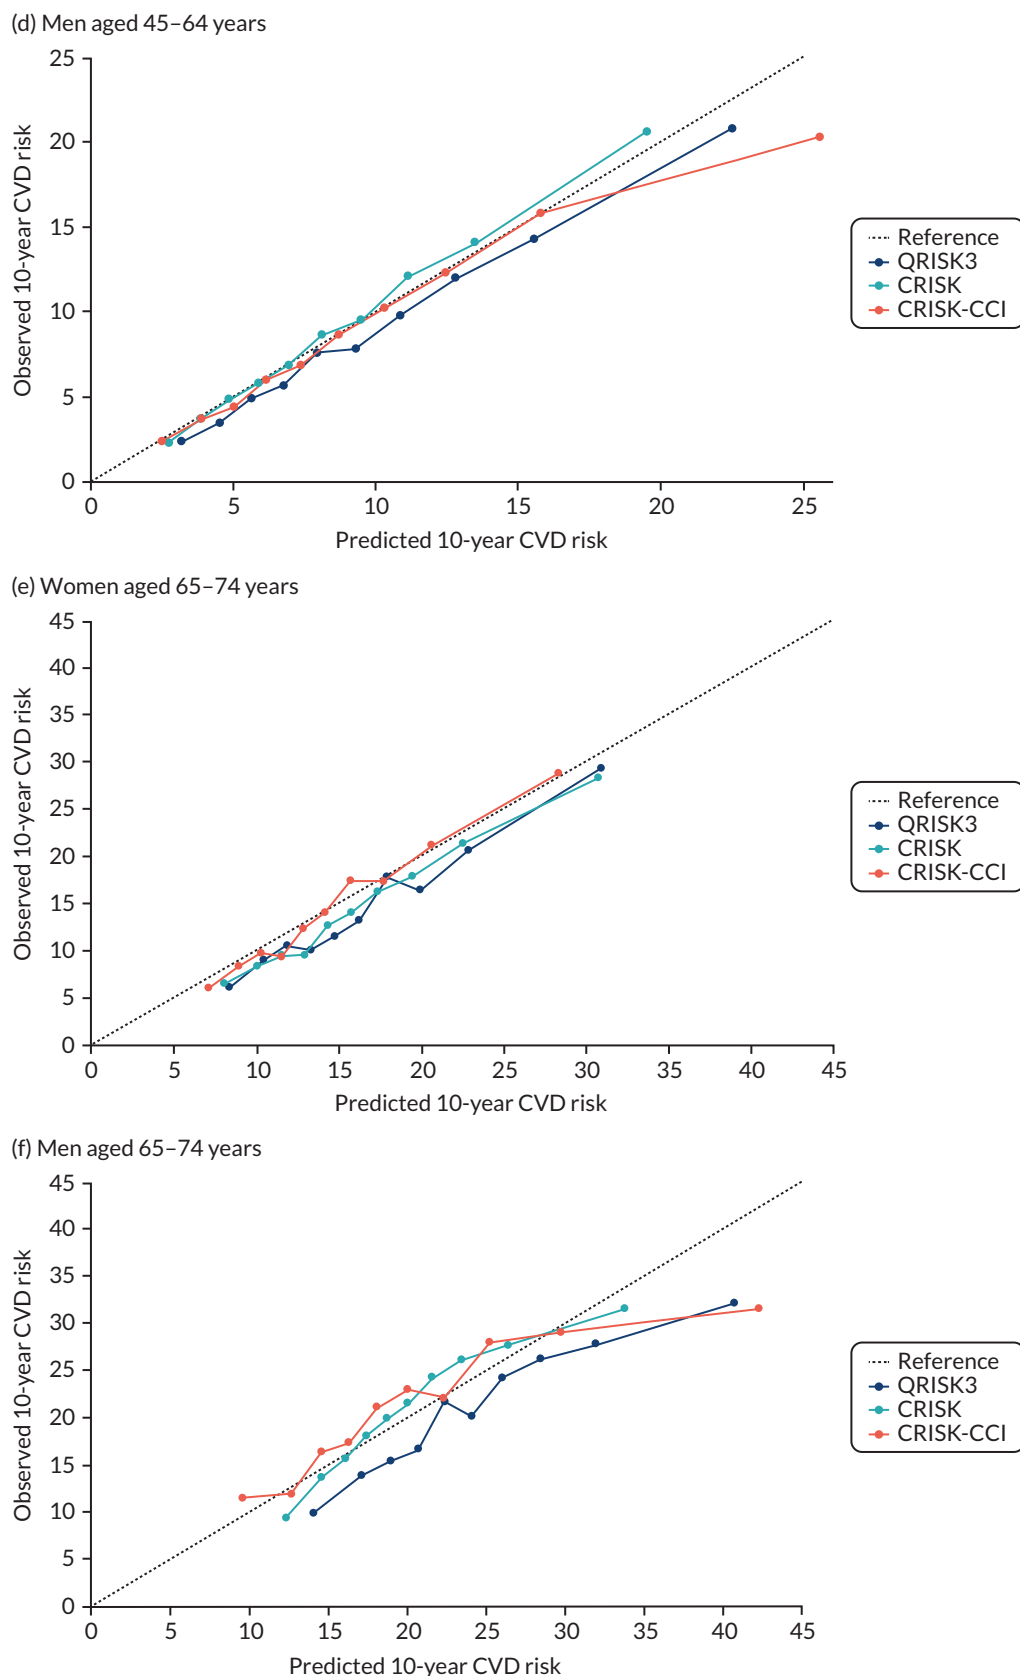 (d) Men aged 45–64 years
25
20
15
10
5
0
0 5 10 15 20 25
Observed 10-year CVD risk
Predicted 10-year CVD risk
Reference
QRISK3
CRISK
CRISK-CCI
(e) Women aged 65–74 years
45
40
35
30
25
20
15
10
5
0
0 5 10 15 20 25 30 35 40 45
Observed 10-year CVD risk
Predicted 10-year CVD risk
Reference
QRISK3
CRISK
CRISK-CCI
(f) Men aged 65–74 years
45
40
35
30
25
20
15
10
5
0
0 5 10 15 20 25 30 35 40 45
Observed 10-year CVD risk
Predicted 10-year CVD risk
Reference
QRISK3
CRISK
CRISK-CCI